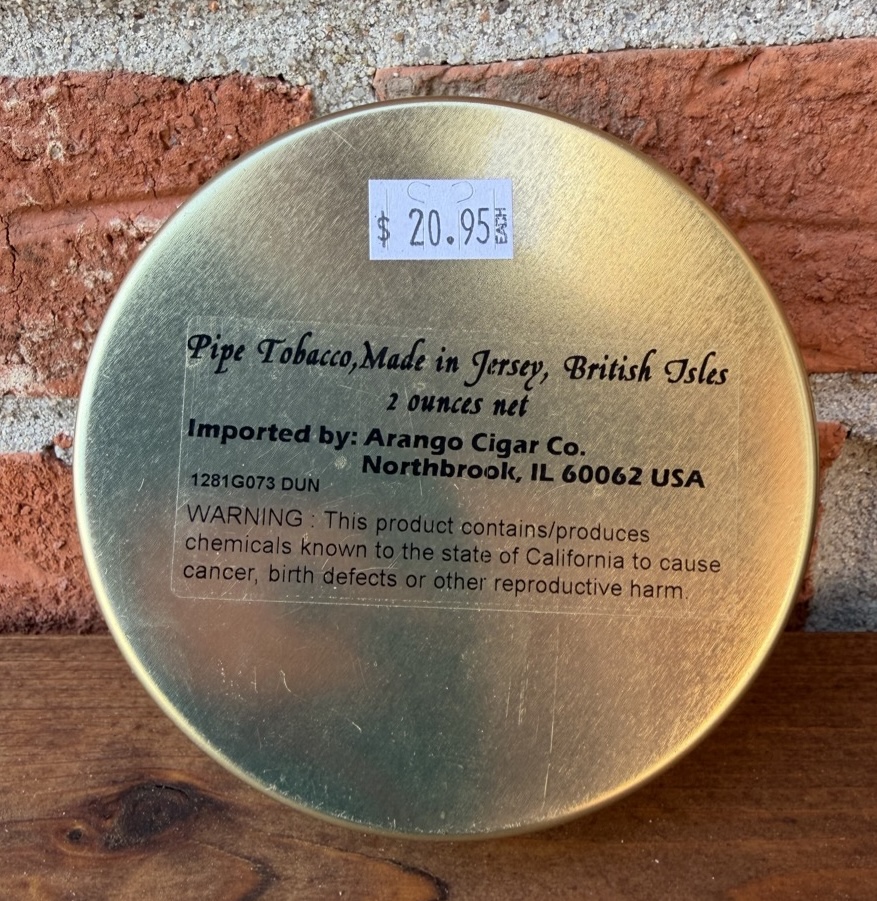 $ 20.95 EACH
Pipe Tobacco,Made in Jersey, British Isles
2 ounces net
Imported by: Arango Cigar Co.
Northbrook, IL 60062 USA
1281G073 DUN
WARNING : This product contains/produces
chemicals known to the state of California to cause
cancer, birth defects or other reproductive harm.